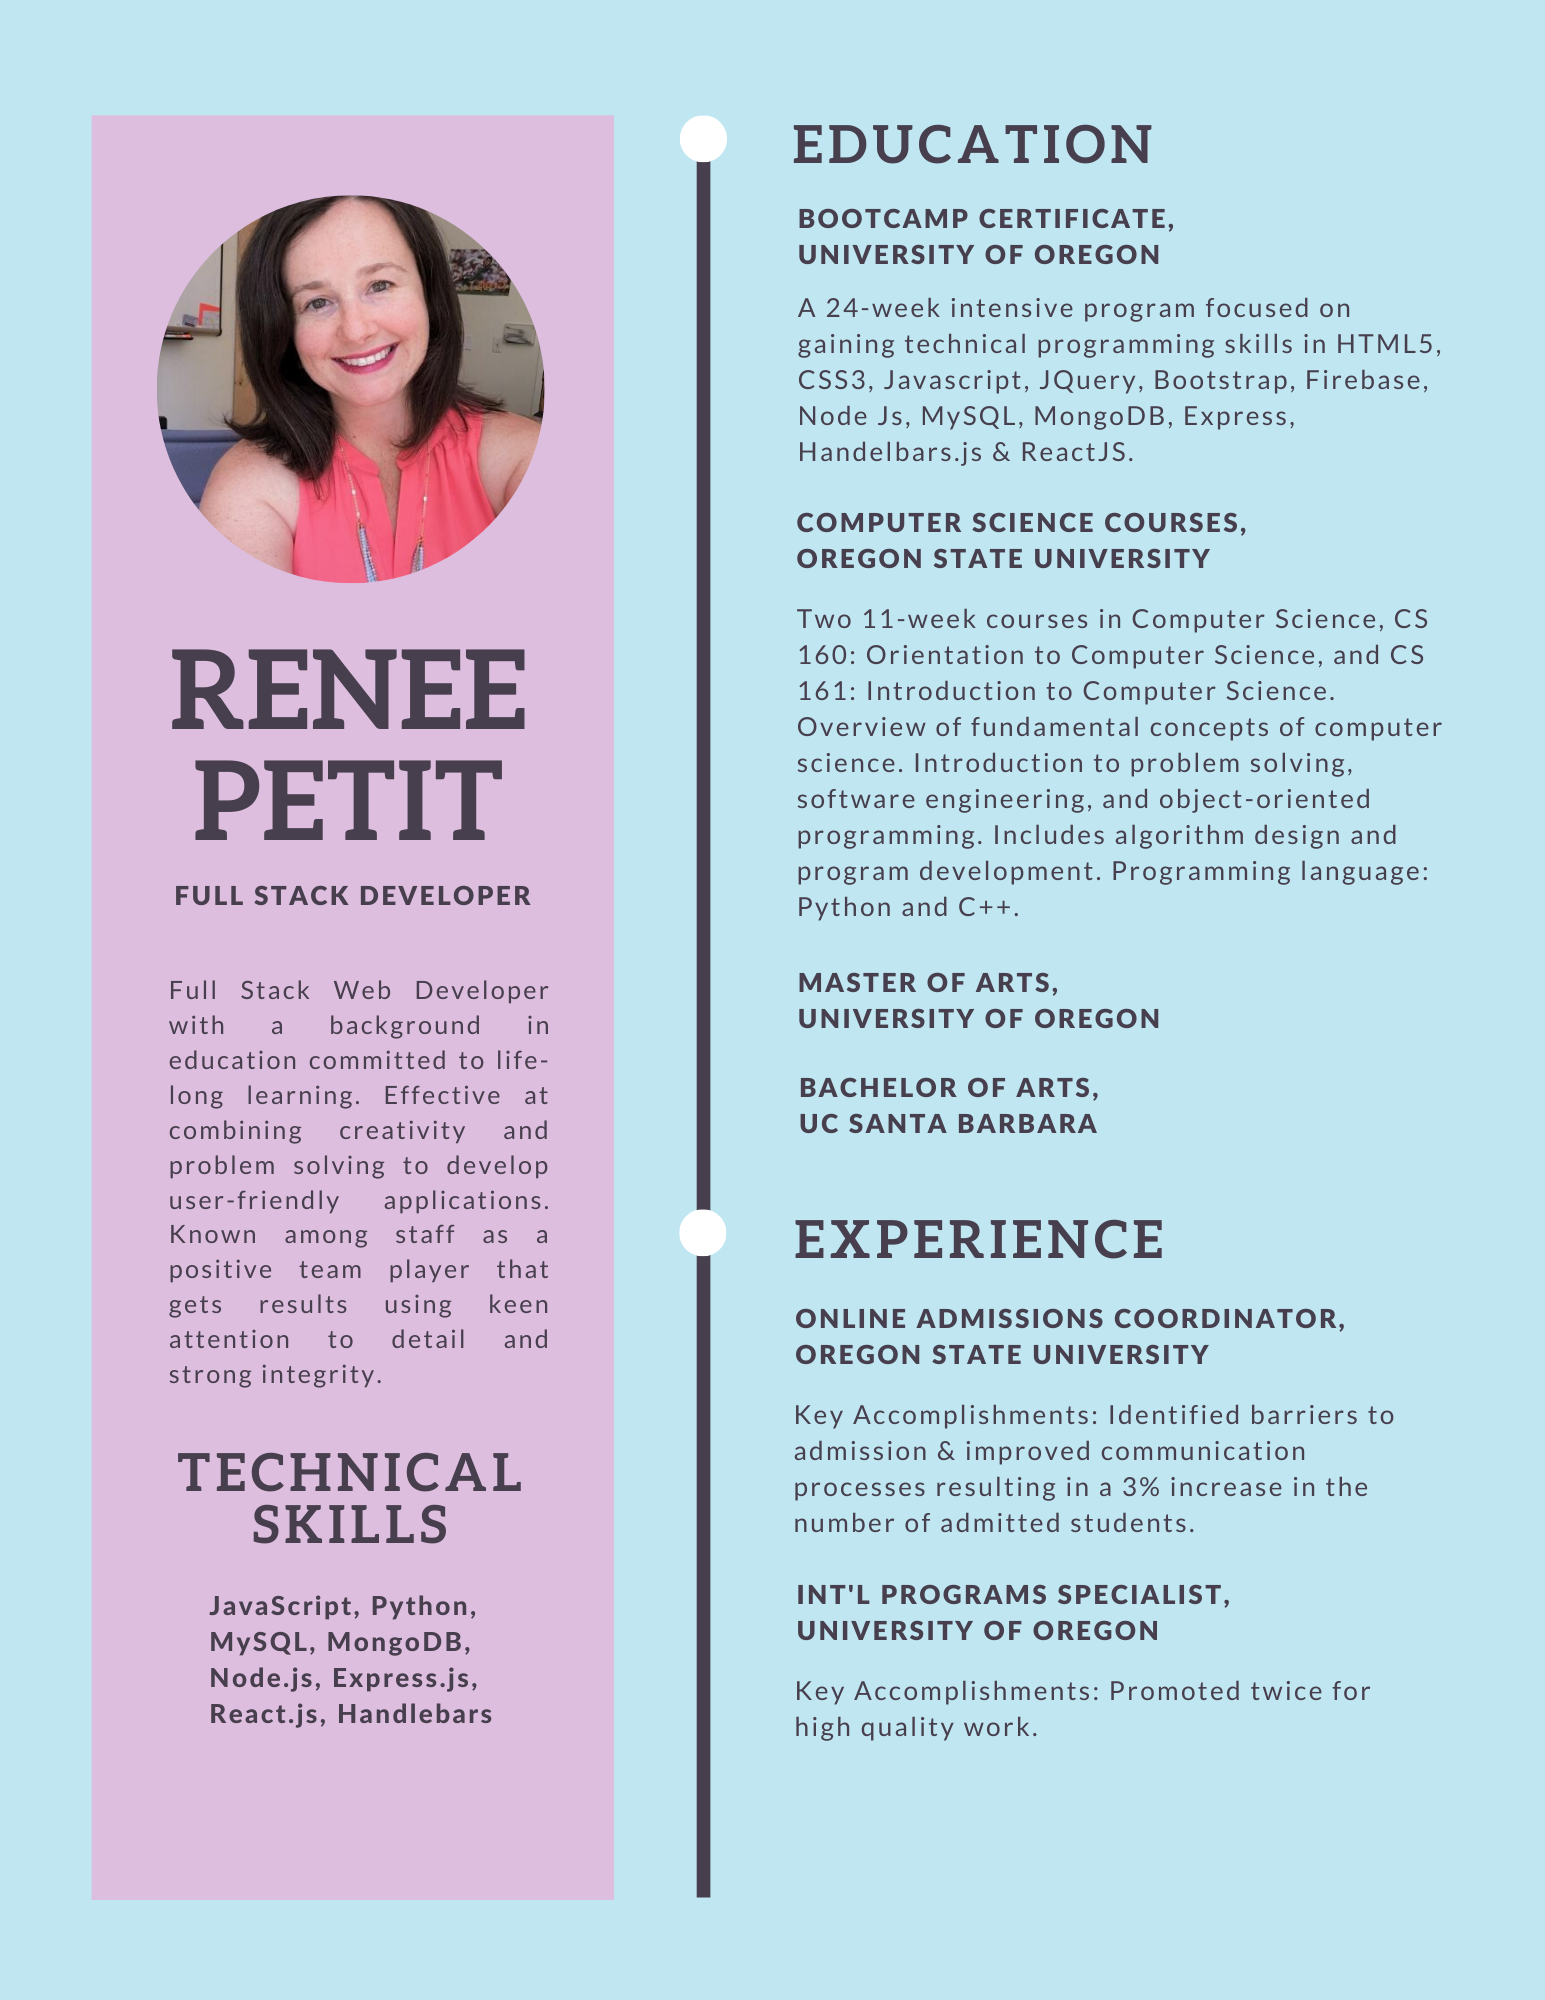 RENEE
PETIT
FULL STACK DEVELOPER
Full Stack Web Developer
with a background in
education committed to life-
long learning. Effective at
combining creativity and
problem solving to develop
user-friendly applications.
Known among staff as a
positive team player that
gets results using keen
attention to detail and
strong integrity.
TECHNICAL
SKILLS
JavaScript, Python,
MySQL, MongoDB,
Node.js, Express.js,
React.js, Handlebars
EDUCATION
BOOTCAMP CERTIFICATE,
UNIVERSITY OF OREGON
A 24-week intensive program focused on
gaining technical programming skills in HTML5,
CSS3, Javascript, JQuery, Bootstrap, Firebase,
Node Js, MySQL, MongoDB, Express,
Handelbars.js & ReactJS.
COMPUTER SCIENCE COURSES,
OREGON STATE UNIVERSITY
Two 11-week courses in Computer Science, CS
160: Orientation to Computer Science, and CS
161: Introduction to Computer Science.
Overview of fundamental concepts of computer
science. Introduction to problem solving,
software engineering, and object-oriented
programming. Includes algorithm design and
program development. Programming language:
Python and C++.
MASTER OF ARTS,
UNIVERSITY OF OREGON
BACHELOR OF ARTS,
UC SANTA BARBARA
EXPERIENCE
ONLINE ADMISSIONS COORDINATOR,
OREGON STATE UNIVERSITY
Key Accomplishments: Identified barriers to
admission & improved communication
processes resulting in a 3% increase in the
number of admitted students.
INT'L PROGRAMS SPECIALIST,
UNIVERSITY OF OREGON
Key Accomplishments: Promoted twice for
high quality work.